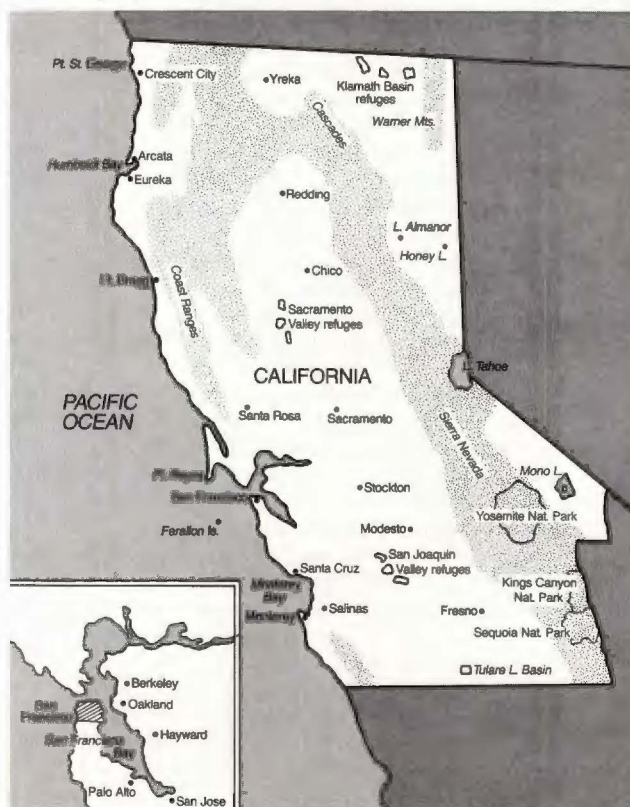 Pt. St. George
Crescent City
Yreka
Klamath Basin
refuges
Cascades
Warner Mts.
Humboldt Bay
Arcata
Eureka
Redding
L. Almanor
Honey L.
Coast Ranges
Ft. Bragg
Chico
Sacramento
Valley refuges
L. Tahoe
CALIFORNIA
PACIFIC
OCEAN
Santa Rosa
Sacramento
Sierra Nevada
Mono L.
Pt. Reyes
San Francisco
Stockton
Yosemite Nat. Park
Farallon Is.
Modesto
San Joaquin
Valley refuges
Santa Cruz
Monterey
Bay
Kings Canyon
Nat. Park
Monterey
Salinas
Fresno
Sequoia Nat. Park
Tulare L. Basin
Berkeley
San
Francisco
Oakland
San Francisco
Bay
Hayward
Palo Alto
San Jose